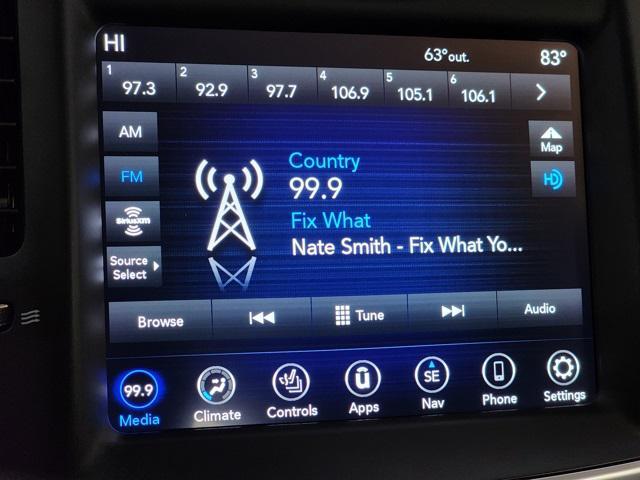 HI 63°out. 83°
1 97.3 2 92.9 3 97.7 4 106.9 5 105.1 6 106.1
AM
Map
FM
HD
Country
99.9
Fix What
Nate Smith - Fix What Yo...
SiriusXM
Source
Select
Browse Tune Audio
99.9 SE
Media Climate Controls Apps Nav Phone Settings